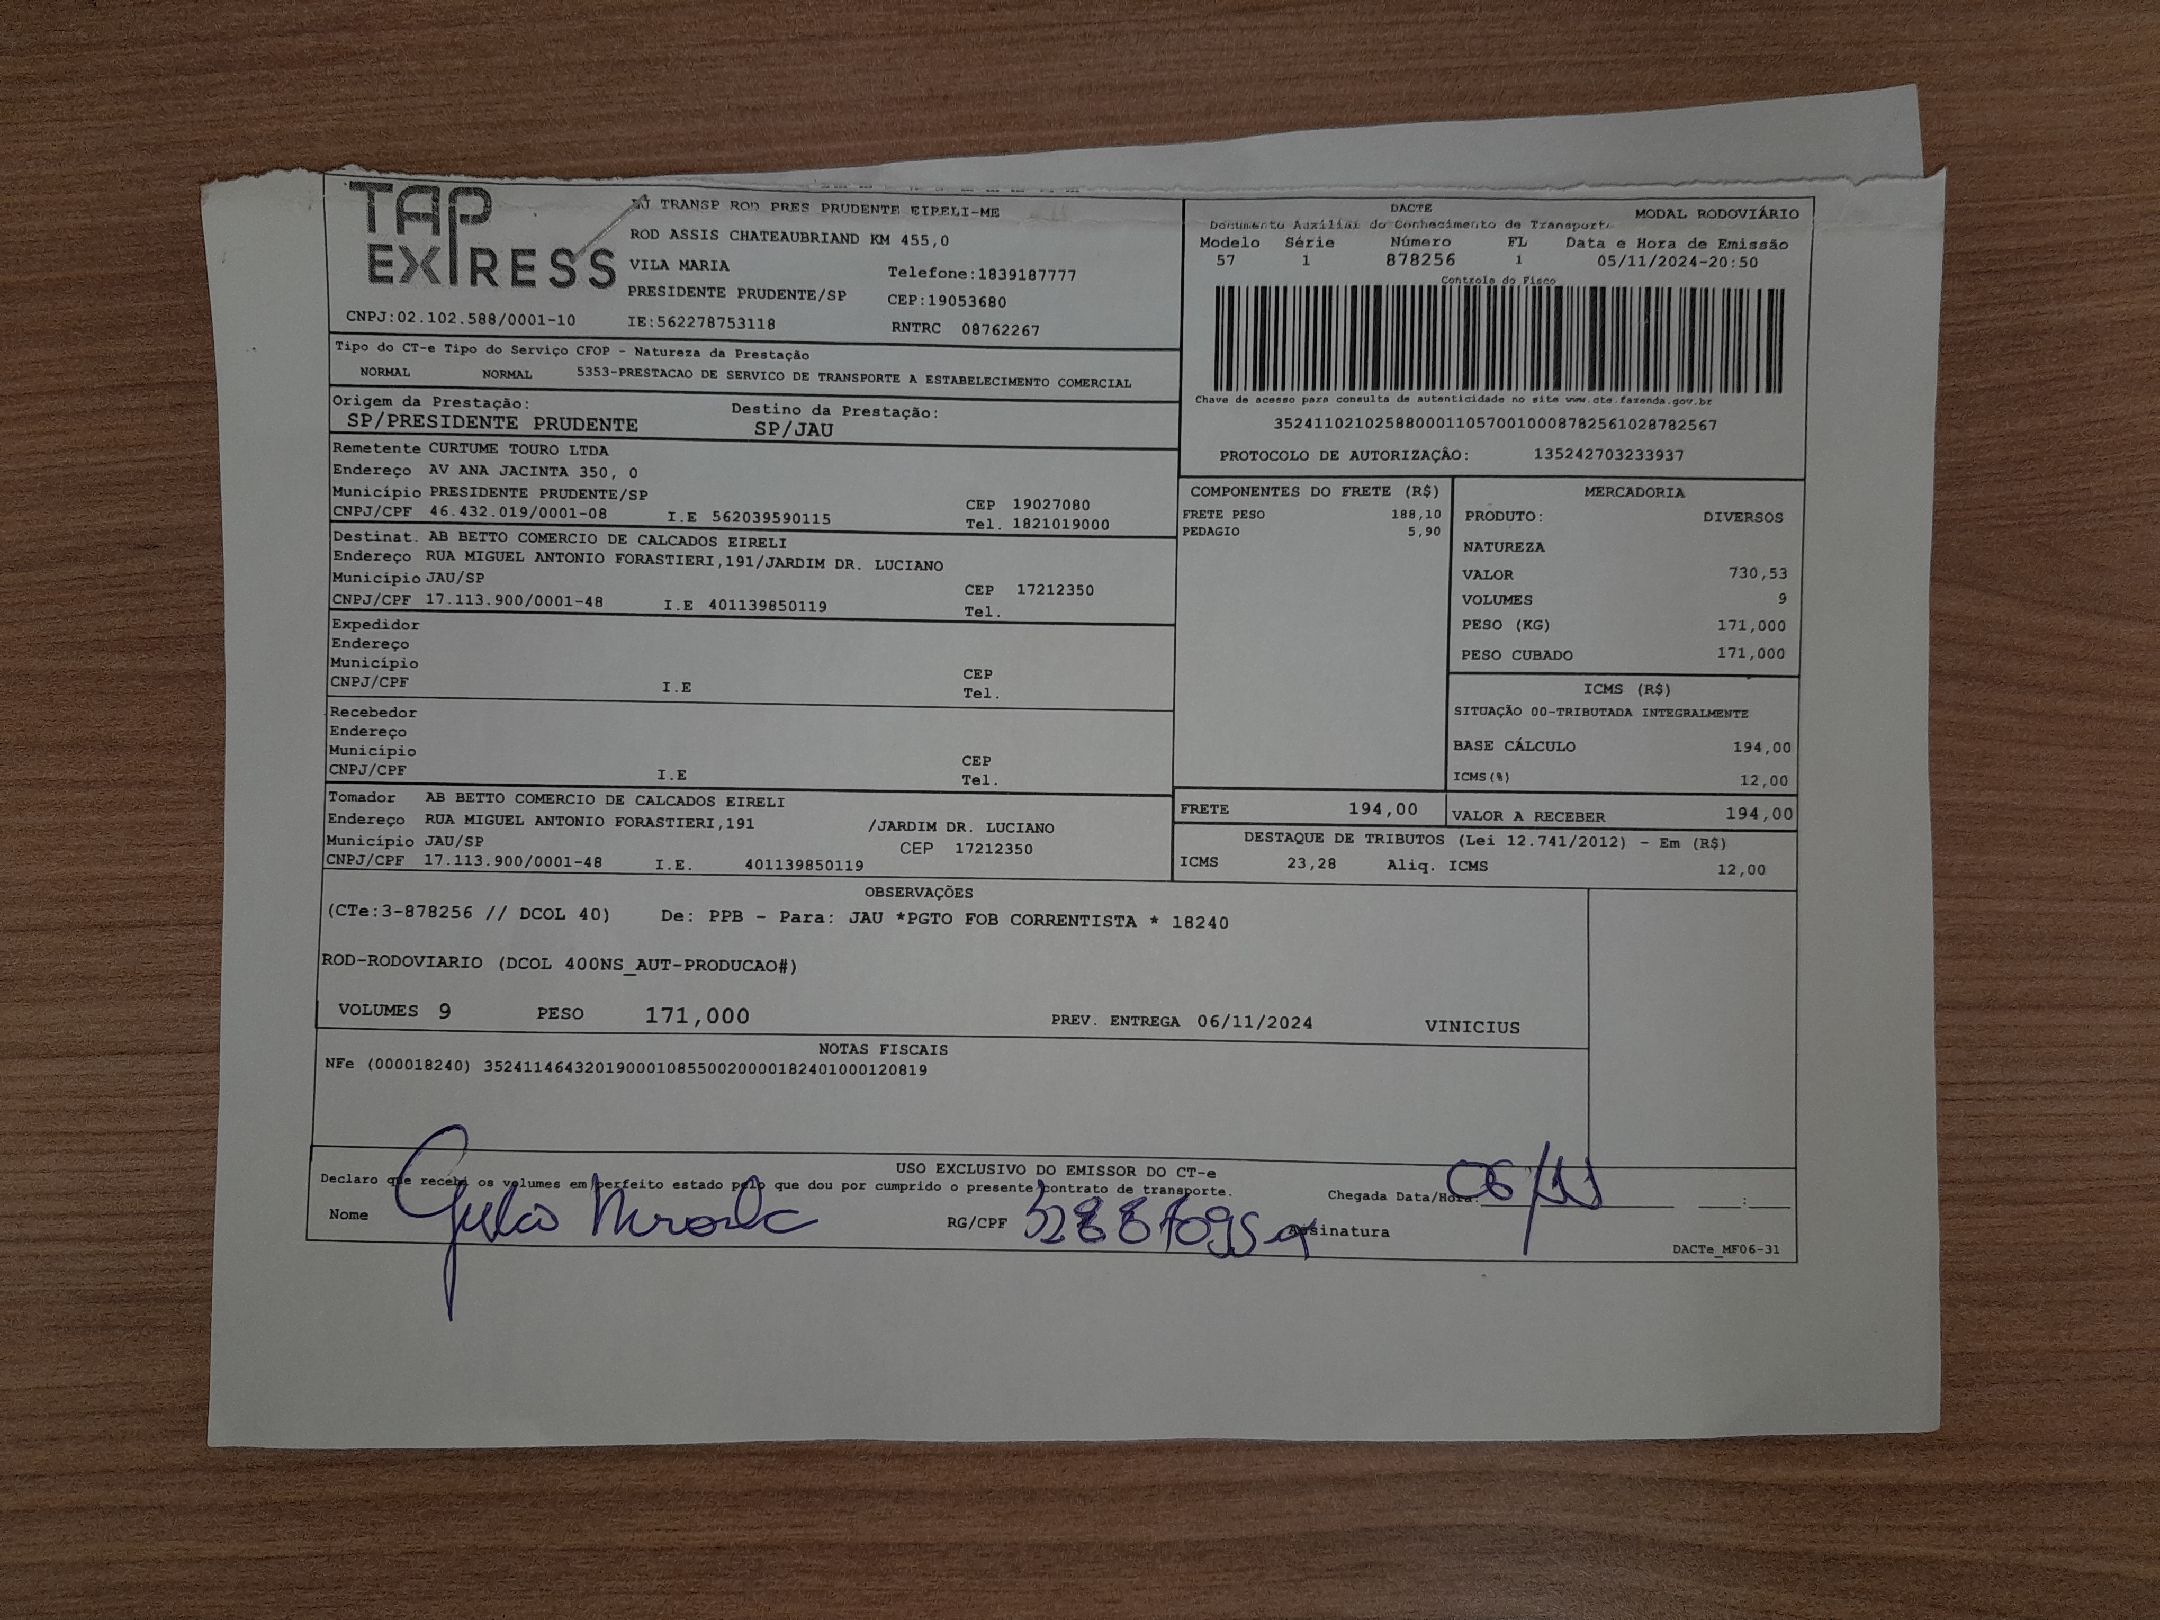 TAP EXPRESS
TRANSP ROD PRES PRUDENTE EIRELI-ME
ROD ASSIS CHATEAUBRIAND KM 455,0
VILA MARIA Telefone:1839187777
PRESIDENTE PRUDENTE/SP CEP:19053680
CNPJ:02.102.588/0001-10 IE:562278753118 RNTRC 08762267
DACTE MODAL RODOVIÁRIO
Documento Auxiliar do Conhecimento de Transporte
Modelo Série Número FL Data e Hora de Emissão
57 1 878256 1 05/11/2024-20:50
Controle do Fisco
Chave de acesso para consulta de autenticidade no site www.cte.fazenda.gov.br
35241102102588000110570010008782561028782567
PROTOCOLO DE AUTORIZAÇÃO: 135242703233937
Tipo do CT-e Tipo do Serviço CFOP - Natureza da Prestação
NORMAL NORMAL 5353-PRESTACAO DE SERVICO DE TRANSPORTE A ESTABELECIMENTO COMERCIAL
Origem da Prestação: Destino da Prestação:
SP/PRESIDENTE PRUDENTE SP/JAU
Remetente CURTUME TOURO LTDA
Endereço AV ANA JACINTA 350, 0
Município PRESIDENTE PRUDENTE/SP CEP 19027080
CNPJ/CPF 46.432.019/0001-08 I.E 562039590115 Tel. 1821019000
Destinat. AB BETTO COMERCIO DE CALCADOS EIRELI
Endereço RUA MIGUEL ANTONIO FORASTIERI,191/JARDIM DR. LUCIANO
Município JAU/SP CEP 17212350
CNPJ/CPF 17.113.900/0001-48 I.E 401139850119 Tel.
Expedidor
Endereço
Município CEP
CNPJ/CPF I.E Tel.
Recebedor
Endereço
Município CEP
CNPJ/CPF I.E Tel.
Tomador AB BETTO COMERCIO DE CALCADOS EIRELI
Endereço RUA MIGUEL ANTONIO FORASTIERI,191 /JARDIM DR. LUCIANO
Município JAU/SP CEP 17212350
CNPJ/CPF 17.113.900/0001-48 I.E. 401139850119
COMPONENTES DO FRETE (R$)
FRETE PESO 188,10
PEDAGIO 5,90
MERCADORIA
PRODUTO: DIVERSOS
NATUREZA
VALOR 730,53
VOLUMES 9
PESO (KG) 171,000
PESO CUBADO 171,000
ICMS (R$)
SITUAÇÃO 00-TRIBUTADA INTEGRALMENTE
BASE CÁLCULO 194,00
ICMS(%) 12,00
FRETE 194,00 VALOR A RECEBER 194,00
DESTAQUE DE TRIBUTOS (Lei 12.741/2012) - Em (R$)
ICMS 23,28 Aliq. ICMS 12,00
OBSERVAÇÕES
(CTe:3-878256 // DCOL 40) De: PPB - Para: JAU *PGTO FOB CORRENTISTA * 18240
ROD-RODOVIARIO (DCOL 400NS_AUT-PRODUCAO#)
VOLUMES 9 PESO 171,000 PREV. ENTREGA 06/11/2024 VINICIUS
NOTAS FISCAIS
NFe (000018240) 35241146432019000108550020000182401000120819
USO EXCLUSIVO DO EMISSOR DO CT-e
Declaro que recebi os volumes em perfeito estado pelo que dou por cumprido o presente contrato de transporte. Chegada Data/Hora: 06/11 :
Nome RG/CPF Assinatura
DACTe_MF06-31